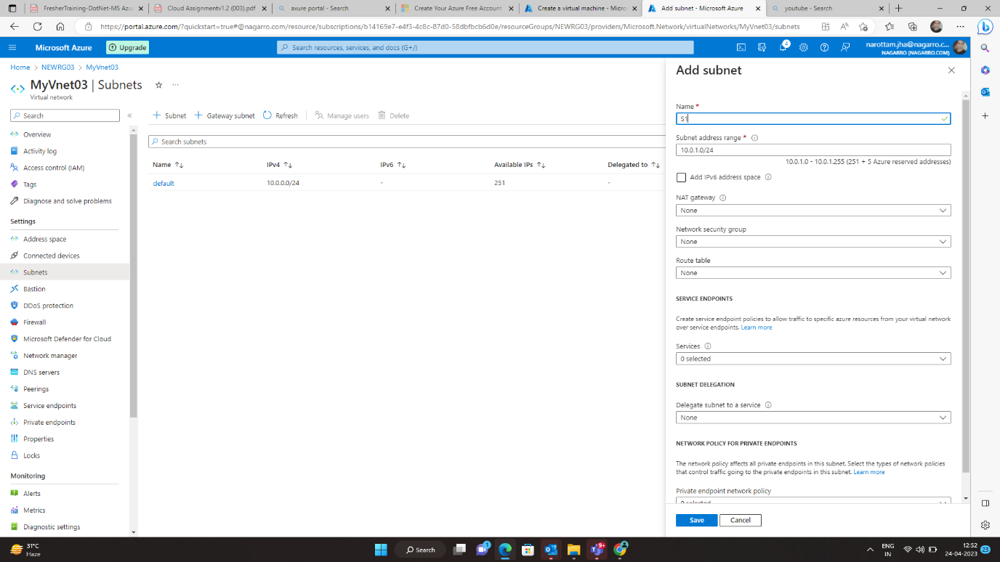 FresherTraining-DotNet-MS Azu
Cloud Assignmentv1.2 (003).pdf
axure portal - Search
Create Your Azure Free Account
Create a virtual machine - Micros
Add subnet - Microsoft Azure
youtube - Search
https://portal.azure.com/?quickstart=true#@nagarro.com/resource/subscriptions/b14169e7-e4f3-4c8c-87d0-58dbfbcb6d0e/resourceGroups/NEWRG03/providers/Microsoft.Network/virtualNetworks/MyVnet03/subnets
Microsoft Azure
Upgrade
Search resources, services, and docs (G+/)
4
narottam.jha@nagarro.c...
NAGARRO (NAGARRO.COM)
Home > NEWRG03 > MyVnet03
MyVnet03 | Subnets
Virtual network
Search
Overview
Activity log
Access control (IAM)
Tags
Diagnose and solve problems
Settings
Address space
Connected devices
Subnets
Bastion
DDoS protection
Firewall
Microsoft Defender for Cloud
Network manager
DNS servers
Peerings
Service endpoints
Private endpoints
Properties
Locks
Monitoring
Alerts
Metrics
Diagnostic settings
+ Subnet + Gateway subnet Refresh Manage users Delete
Search subnets
Name IPv4 IPv6 Available IPs Delegated to
default 10.0.0.0/24 - 251 -
Add subnet
Name *
S1
Subnet address range *
10.0.1.0/24
10.0.1.0 - 10.0.1.255 (251 + 5 Azure reserved addresses)
Add IPv6 address space
NAT gateway
None
Network security group
None
Route table
None
SERVICE ENDPOINTS
Create service endpoint policies to allow traffic to specific azure resources from your virtual network
over service endpoints. Learn more
Services
0 selected
SUBNET DELEGATION
Delegate subnet to a service
None
NETWORK POLICY FOR PRIVATE ENDPOINTS
The network policy affects all private endpoints in this subnet. Select the types of network policies
that control traffic going to the private endpoints in this subnet. Learn more
Private endpoint network policy
0 selected
Save
Cancel
31°C
Haze
Search
1
9+
ENG
IN
12:52
24-04-2023
23